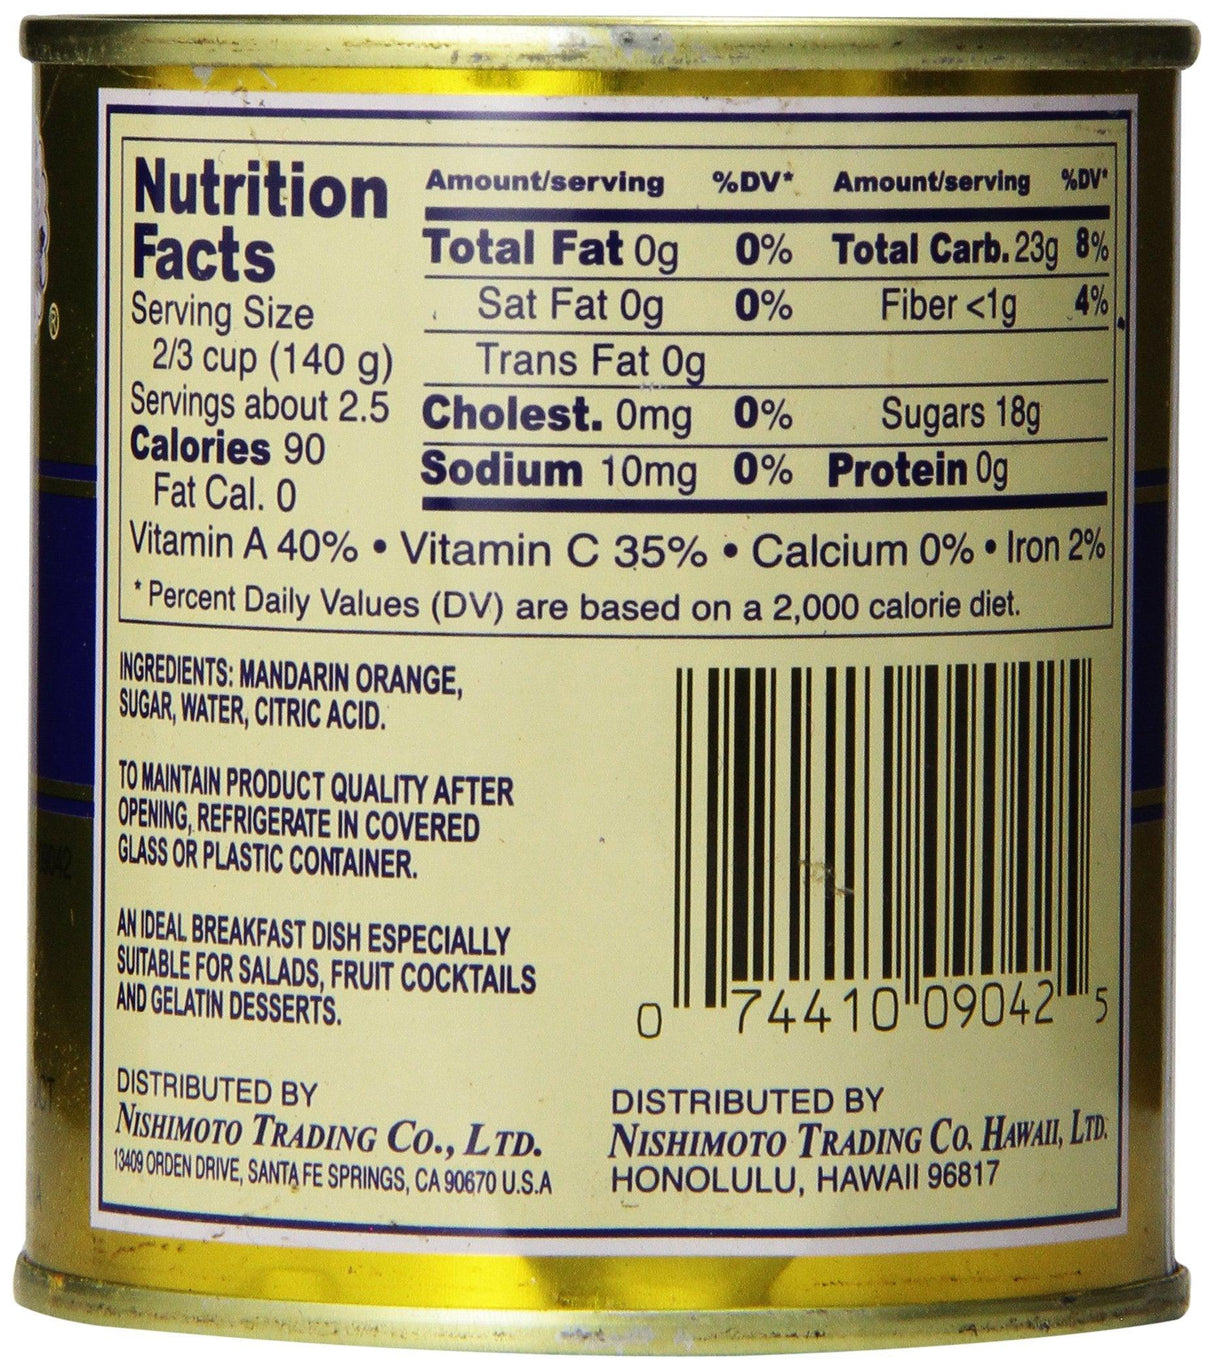 Nutrition
Facts
Serving Size
2/3 cup (140 g)
Servings about 2.5
Calories 90
Fat Cal. 0
Amount/serving %DV* Amount/serving %DV*
Total Fat 0g 0% Total Carb. 23g 8%
Sat Fat 0g 0% Fiber <1g 4%
Trans Fat 0g
Cholest. 0mg 0% Sugars 18g
Sodium 10mg 0% Protein 0g
Vitamin A 40% • Vitamin C 35% • Calcium 0% • Iron 2%
* Percent Daily Values (DV) are based on a 2,000 calorie diet.
®
INGREDIENTS: MANDARIN ORANGE,
SUGAR, WATER, CITRIC ACID.
TO MAINTAIN PRODUCT QUALITY AFTER
OPENING, REFRIGERATE IN COVERED
GLASS OR PLASTIC CONTAINER.
AN IDEAL BREAKFAST DISH ESPECIALLY
SUITABLE FOR SALADS, FRUIT COCKTAILS
AND GELATIN DESSERTS.
0 74410 09042 5
DISTRIBUTED BY
NISHIMOTO TRADING CO., LTD.
13409 ORDEN DRIVE, SANTA FE SPRINGS, CA 90670 U.S.A
DISTRIBUTED BY
NISHIMOTO TRADING CO. HAWAII, LTD.
HONOLULU, HAWAII 96817